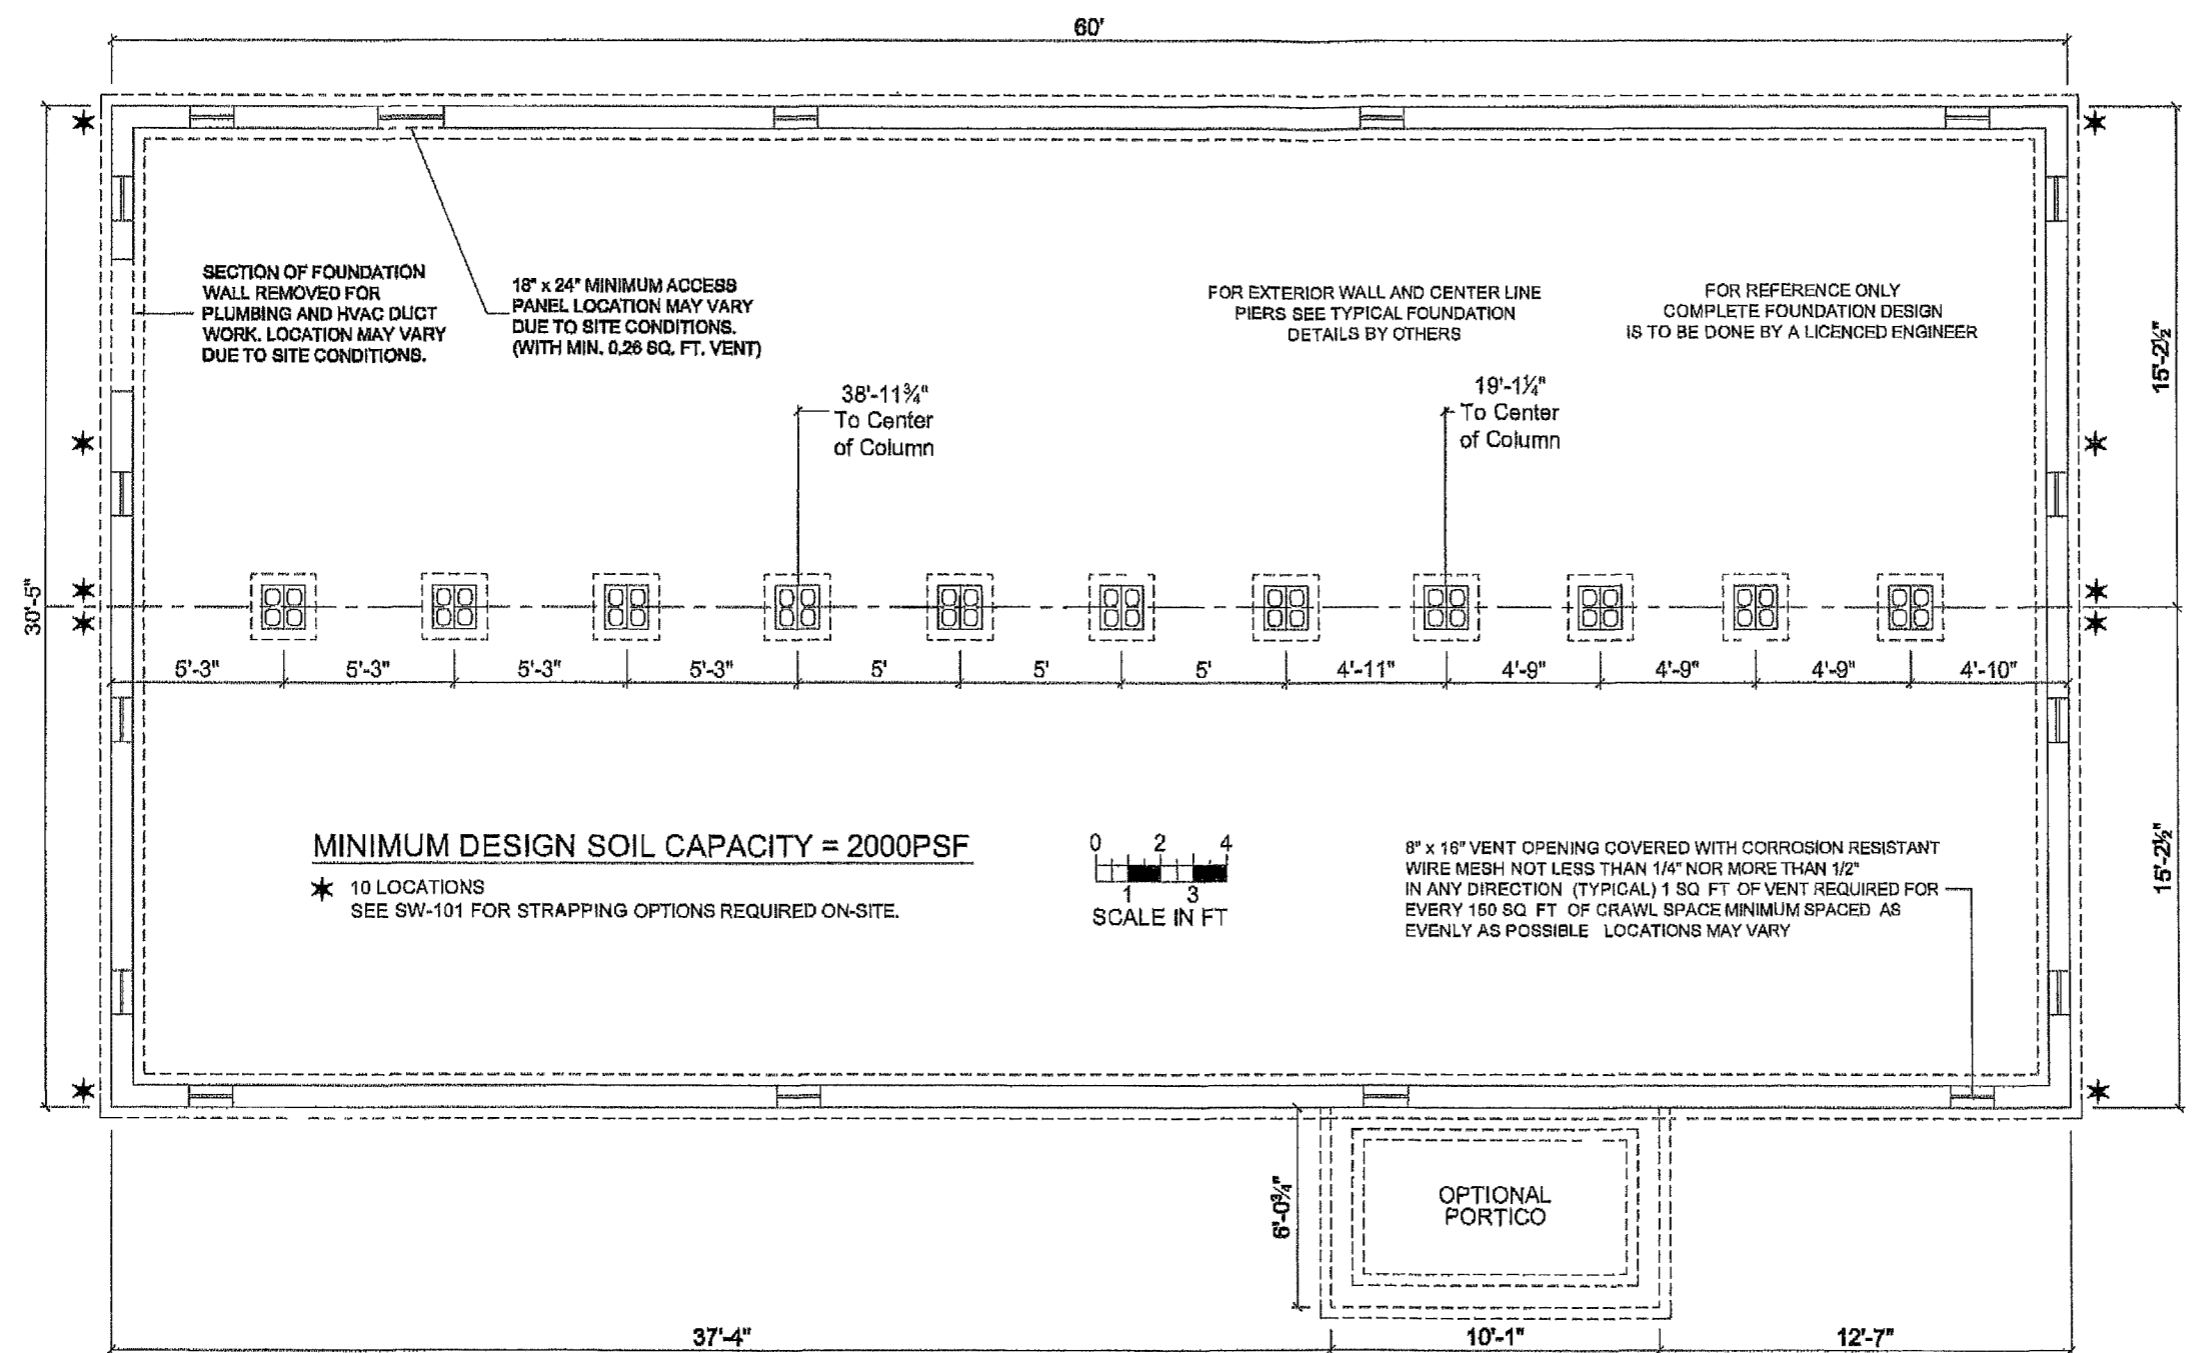 60'
SECTION OF FOUNDATION
WALL REMOVED FOR
PLUMBING AND HVAC DUCT
WORK. LOCATION MAY VARY
DUE TO SITE CONDITIONS.
18" x 24" MINIMUM ACCESS
PANEL LOCATION MAY VARY
DUE TO SITE CONDITIONS.
(WITH MIN. 0.26 SQ. FT. VENT)
FOR EXTERIOR WALL AND CENTER LINE
PIERS SEE TYPICAL FOUNDATION
DETAILS BY OTHERS
FOR REFERENCE ONLY
COMPLETE FOUNDATION DESIGN
IS TO BE DONE BY A LICENCED ENGINEER
15'-2½"
38'-11¾"
To Center
of Column
19'-1¼"
To Center
of Column
30'-5"
5'-3"
5'-3"
5'-3"
5'-3"
5'
5'
5'
4'-11"
4'-9"
4'-9"
4'-9"
4'-10"
MINIMUM DESIGN SOIL CAPACITY = 2000PSF
10 LOCATIONS
SEE SW-101 FOR STRAPPING OPTIONS REQUIRED ON-SITE.
0 2 4
1 3
SCALE IN FT
8" x 16" VENT OPENING COVERED WITH CORROSION RESISTANT
WIRE MESH NOT LESS THAN 1/4" NOR MORE THAN 1/2"
IN ANY DIRECTION (TYPICAL) 1 SQ FT OF VENT REQUIRED FOR
EVERY 150 SQ FT OF CRAWL SPACE MINIMUM SPACED AS
EVENLY AS POSSIBLE LOCATIONS MAY VARY
15'-2½"
6'-0¾"
OPTIONAL
PORTICO
37'-4"
10'-1"
12'-7"